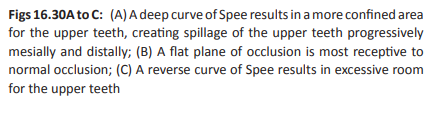 Figs 16.30A to C: (A) A deep curve of Spee results in a more confined area
for the upper teeth, creating spillage of the upper teeth progressively
mesially and distally; (B) A flat plane of occlusion is most receptive to
normal occlusion; (C) A reverse curve of Spee results in excessive room
for the upper teeth